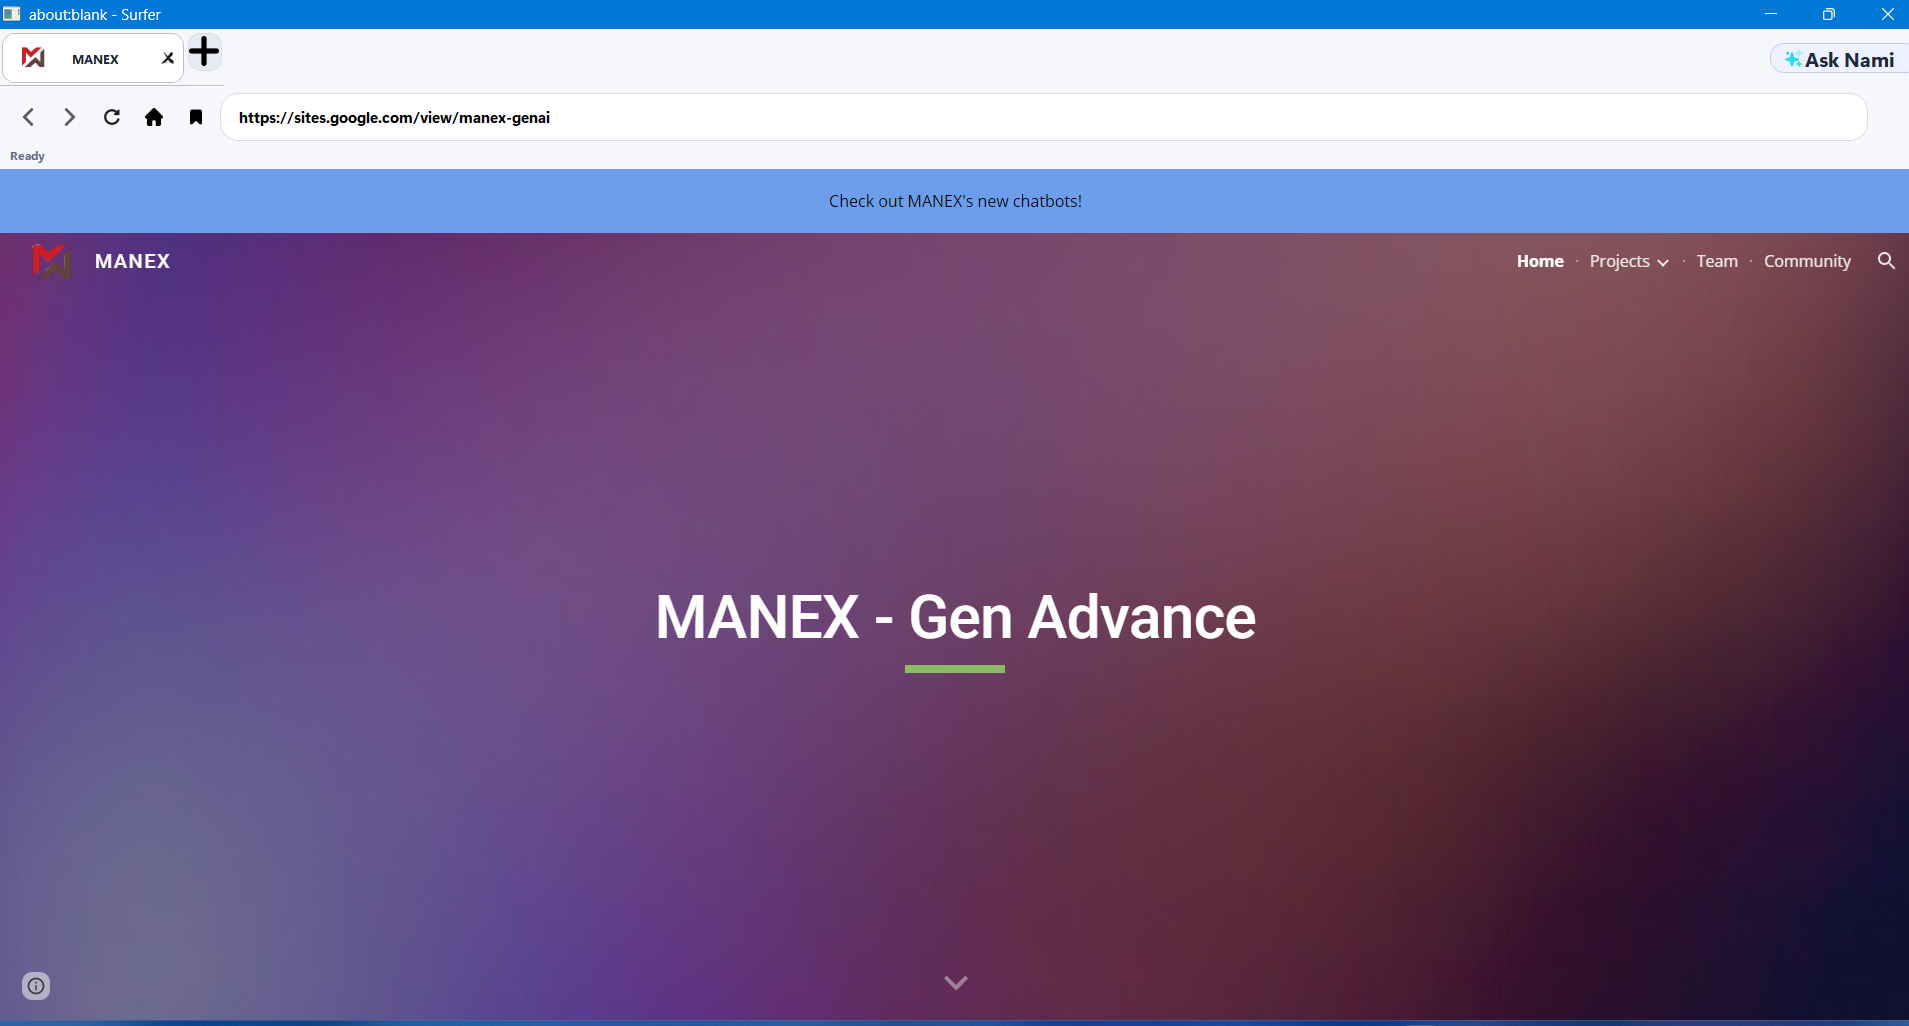 about:blank - Surfer
MANEX
Ask Nami
https://sites.google.com/view/manex-genai
Ready
Check out MANEX's new chatbots!
MANEX
Home · Projects · Team · Community
MANEX - Gen Advance